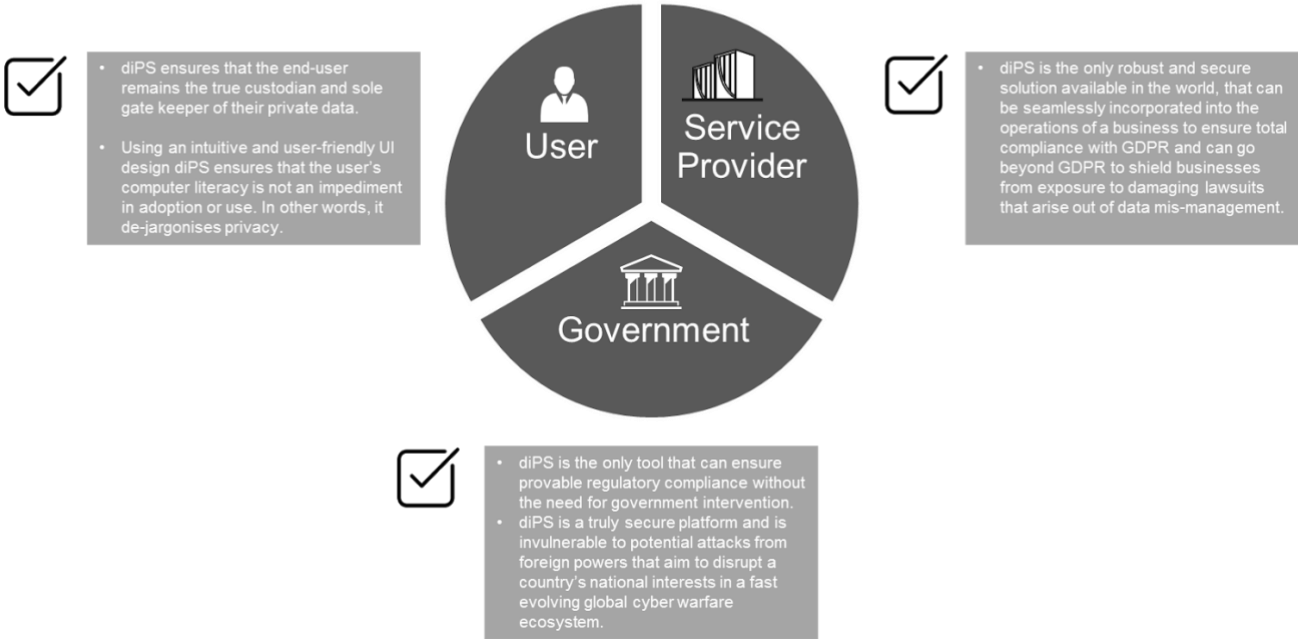 • diPS ensures that the end-user
remains the true custodian and sole
gate keeper of their private data.
• Using an intuitive and user-friendly UI
design diPS ensures that the user's
computer literacy is not an impediment
in adoption or use. In other words, it
de-jargonises privacy.
User
Service
Provider
• diPS is the only robust and secure
solution available in the world, that can
be seamlessly incorporated into the
operations of a business to ensure total
compliance with GDPR and can go
beyond GDPR to shield businesses
from exposure to damaging lawsuits
that arise out of data mis-management.
Government
• diPS is the only tool that can ensure
provable regulatory compliance without
the need for government intervention.
• diPS is a truly secure platform and is
invulnerable to potential attacks from
foreign powers that aim to disrupt a
country's national interests in a fast
evolving global cyber warfare
ecosystem.